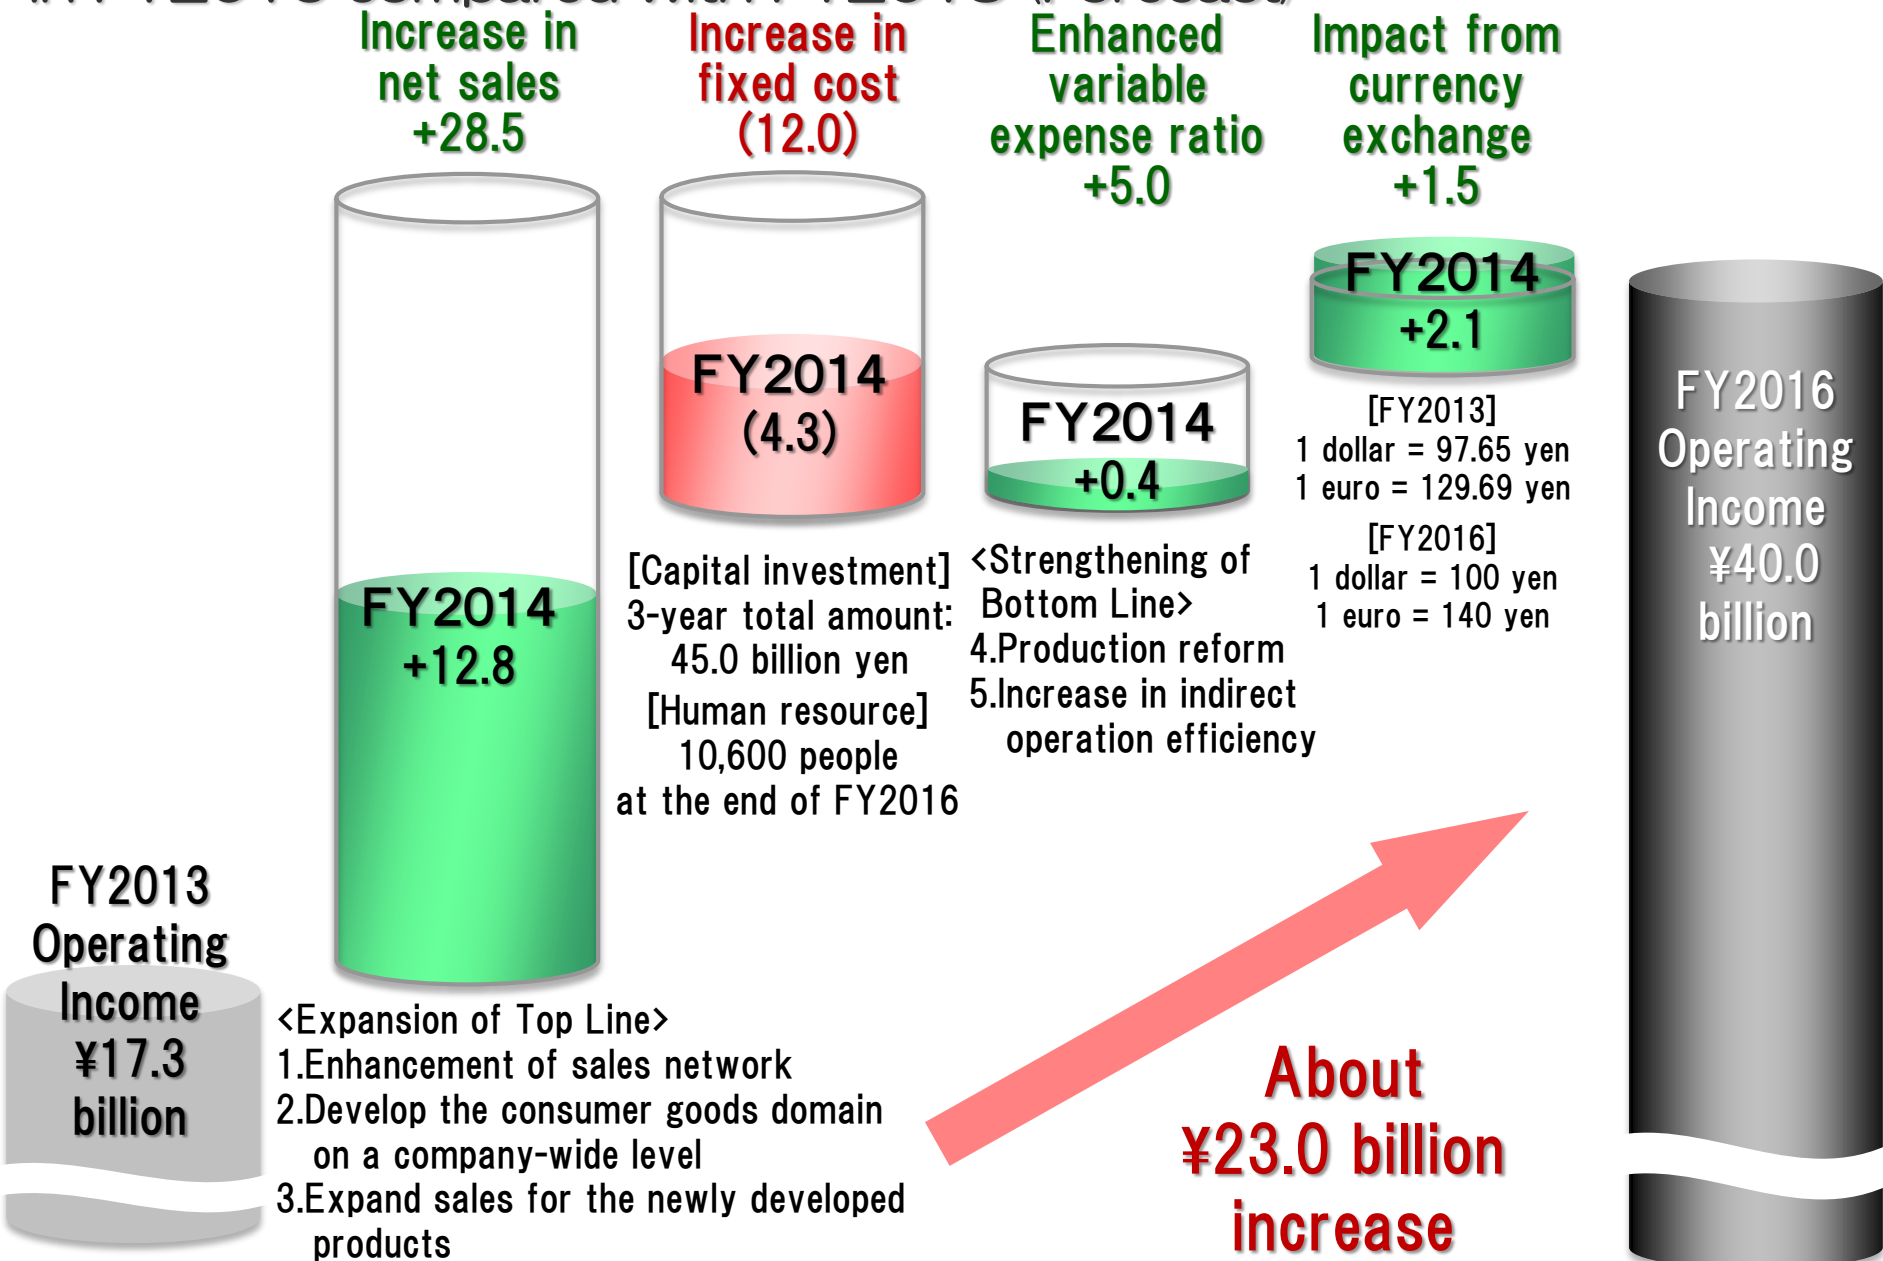 in FY2016 compared with FY2013 (Forecast)
Increase in
net sales
+28.5
Increase in
fixed cost
(12.0)
Enhanced
variable
expense ratio
+5.0
Impact from
currency
exchange
+1.5
FY2014
+12.8
FY2014
(4.3)
FY2014
+0.4
FY2014
+2.1
[FY2013]
1 dollar = 97.65 yen
1 euro = 129.69 yen
[FY2016]
1 dollar = 100 yen
1 euro = 140 yen
[Capital investment]
3-year total amount:
45.0 billion yen
[Human resource]
10,600 people
at the end of FY2016
<Strengthening of
Bottom Line>
4.Production reform
5.Increase in indirect
operation efficiency
FY2016
Operating
Income
¥40.0
billion
FY2013
Operating
Income
¥17.3
billion
<Expansion of Top Line>
1.Enhancement of sales network
2.Develop the consumer goods domain
on a company-wide level
3.Expand sales for the newly developed
products
About
¥23.0 billion
increase